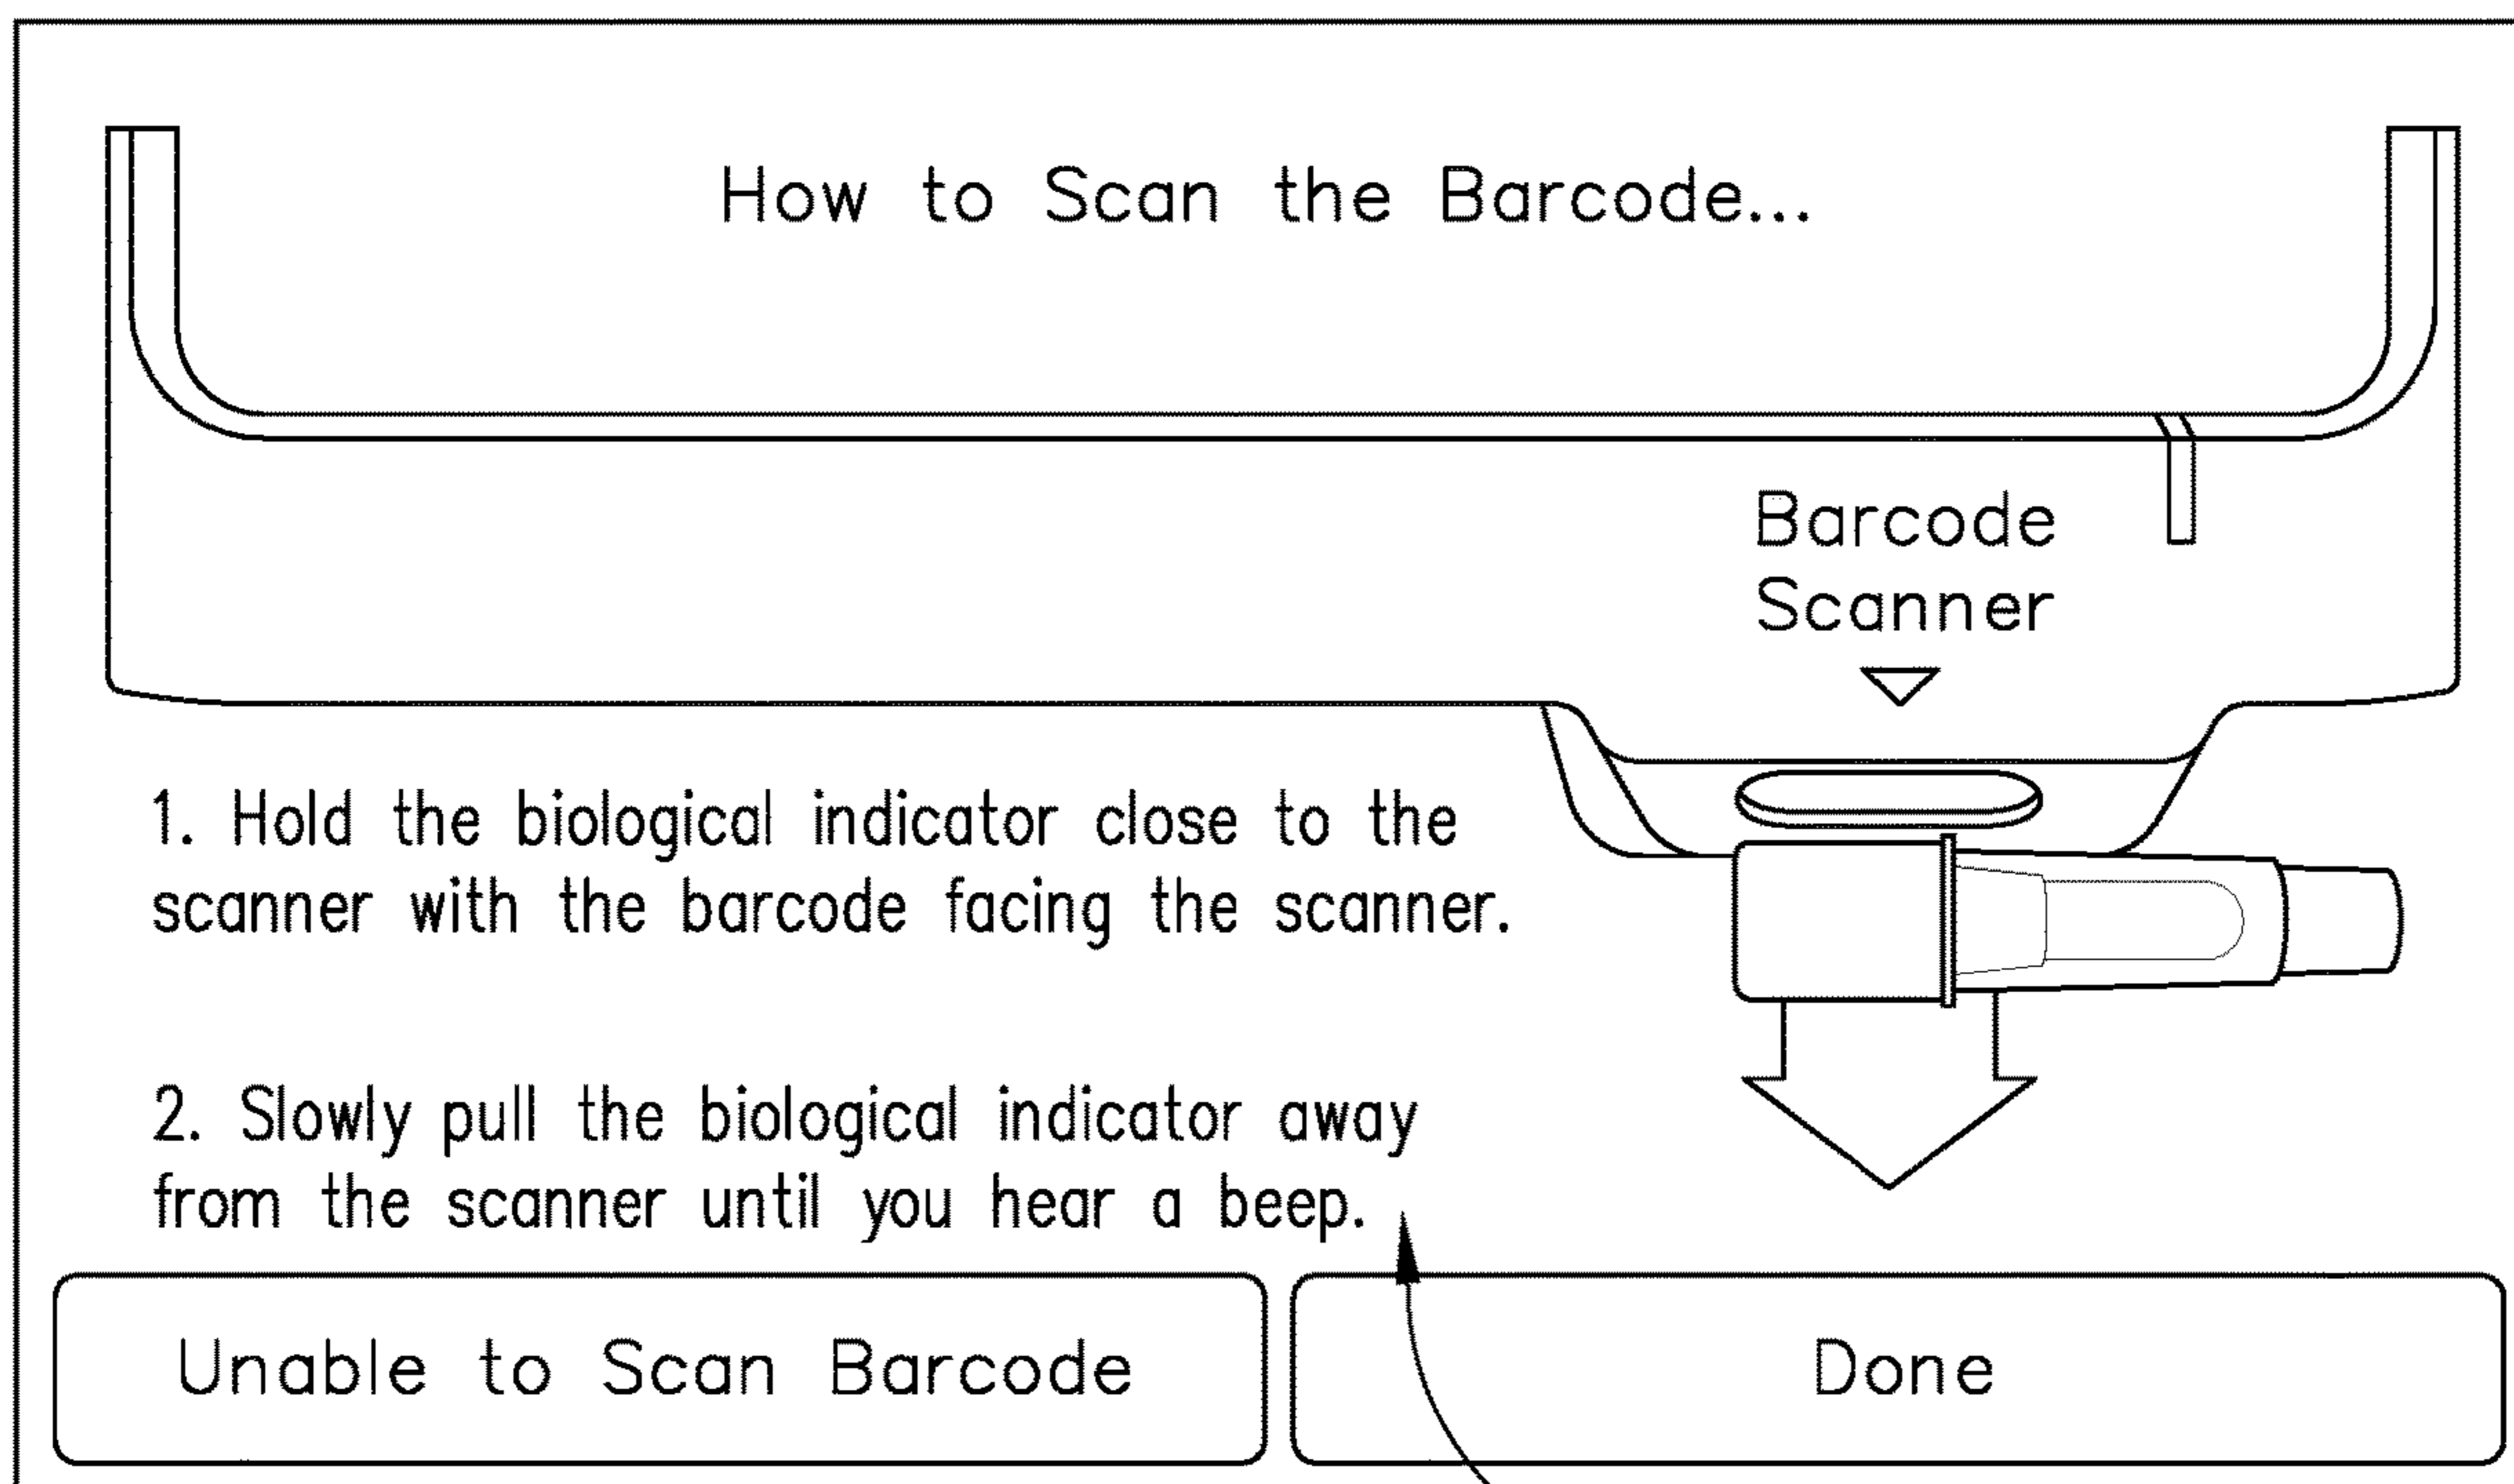 How to Scan the Barcode...
Barcode
Scanner
1. Hold the biological indicator close to the
scanner with the barcode facing the scanner.
2. Slowly pull the biological indicator away
from the scanner until you hear a beep.
Unable to Scan Barcode
Done